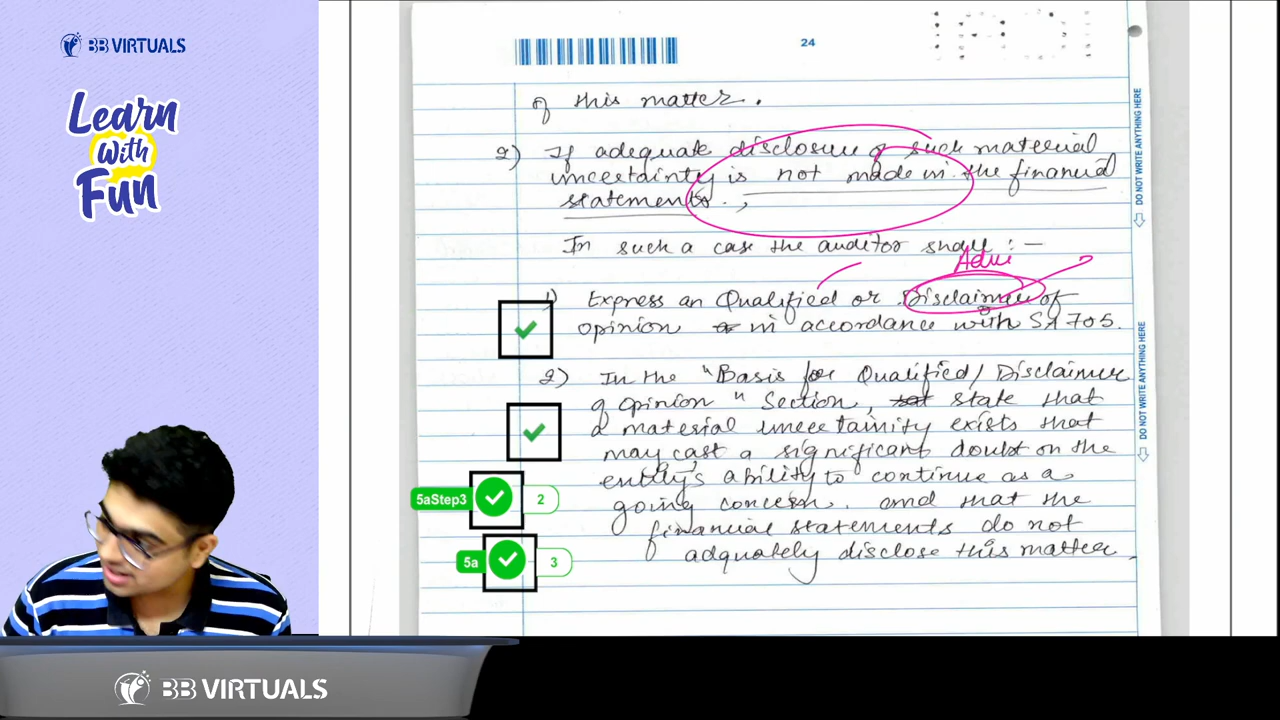 BB VIRTUALS
Learn
With
Fun
24
of this matter.
2) If adequate disclosure of such material
uncertainty is not made in the financial
statements.,
In such a case the auditor shall :-
Adve
1) Express an Qualified or Disclaimer of
opinion in accordance with SA 705.
2) In the "Basis for Qualified/Disclaimer
of Opinion" Section, state that
a material uncertainity exists that
may cast a significant doubt on the
entity's ability to continue as a
going concern. and that the
financial statements do not
adquately disclose this matter.
5aStep3
2
5a
3
DO NOT WRITE ANYTHING HERE
DO NOT WRITE ANYTHING HERE
BB VIRTUALS